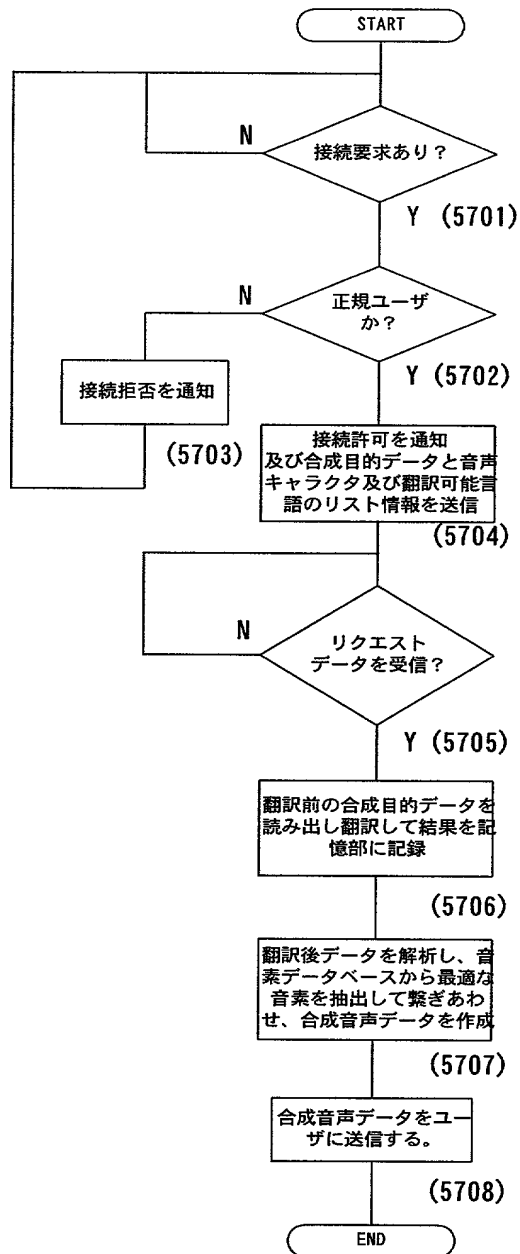 START
接続要求あり？
N
Y (5701)
正規ユーザ
か？
N
Y (5702)
接続拒否を通知
(5703)
接続許可を通知
及び合成目的データと音声
キャラクタ及び翻訳可能言
語のリスト情報を送信
(5704)
リクエスト
データを受信？
N
Y (5705)
翻訳前の合成目的データを
読み出し翻訳して結果を記
憶部に記録
(5706)
翻訳後データを解析し、音
素データベースから最適な
音素を抽出して繋ぎあわ
せ、合成音声データを作成
(5707)
合成音声データをユー
ザに送信する。
(5708)
END